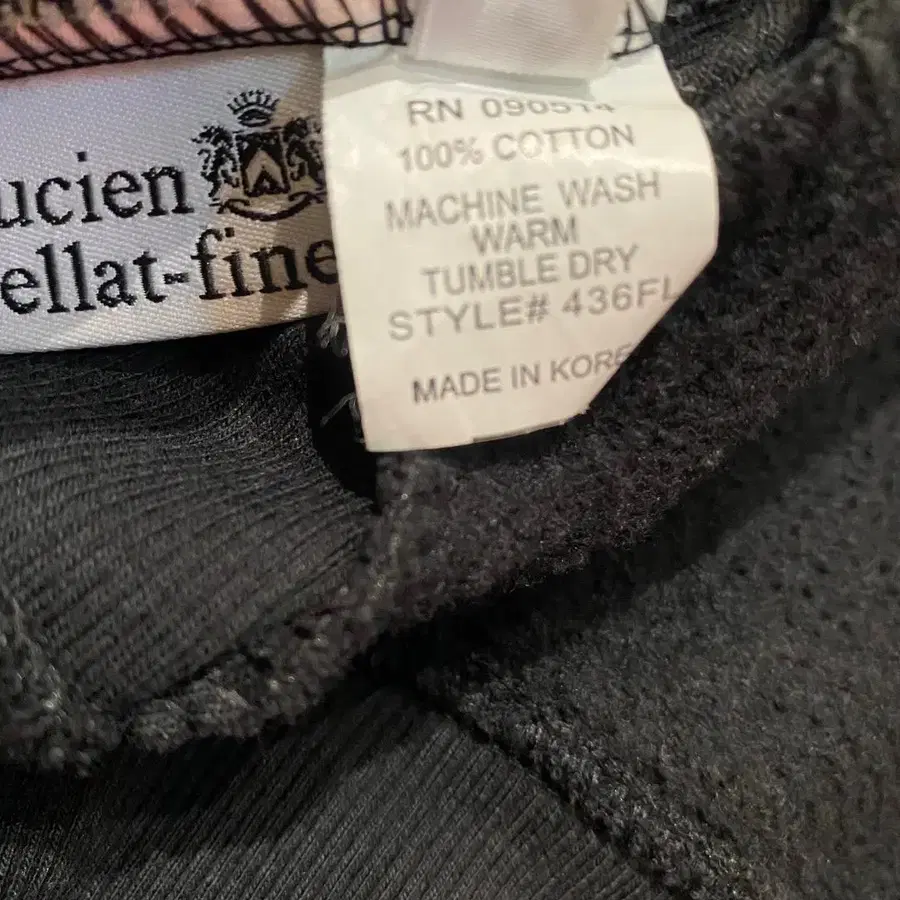 ucien
ellat-fine
RN 090514
100% COTTON
MACHINE WASH
WARM
TUMBLE DRY
STYLE# 436FL
MADE IN KORE